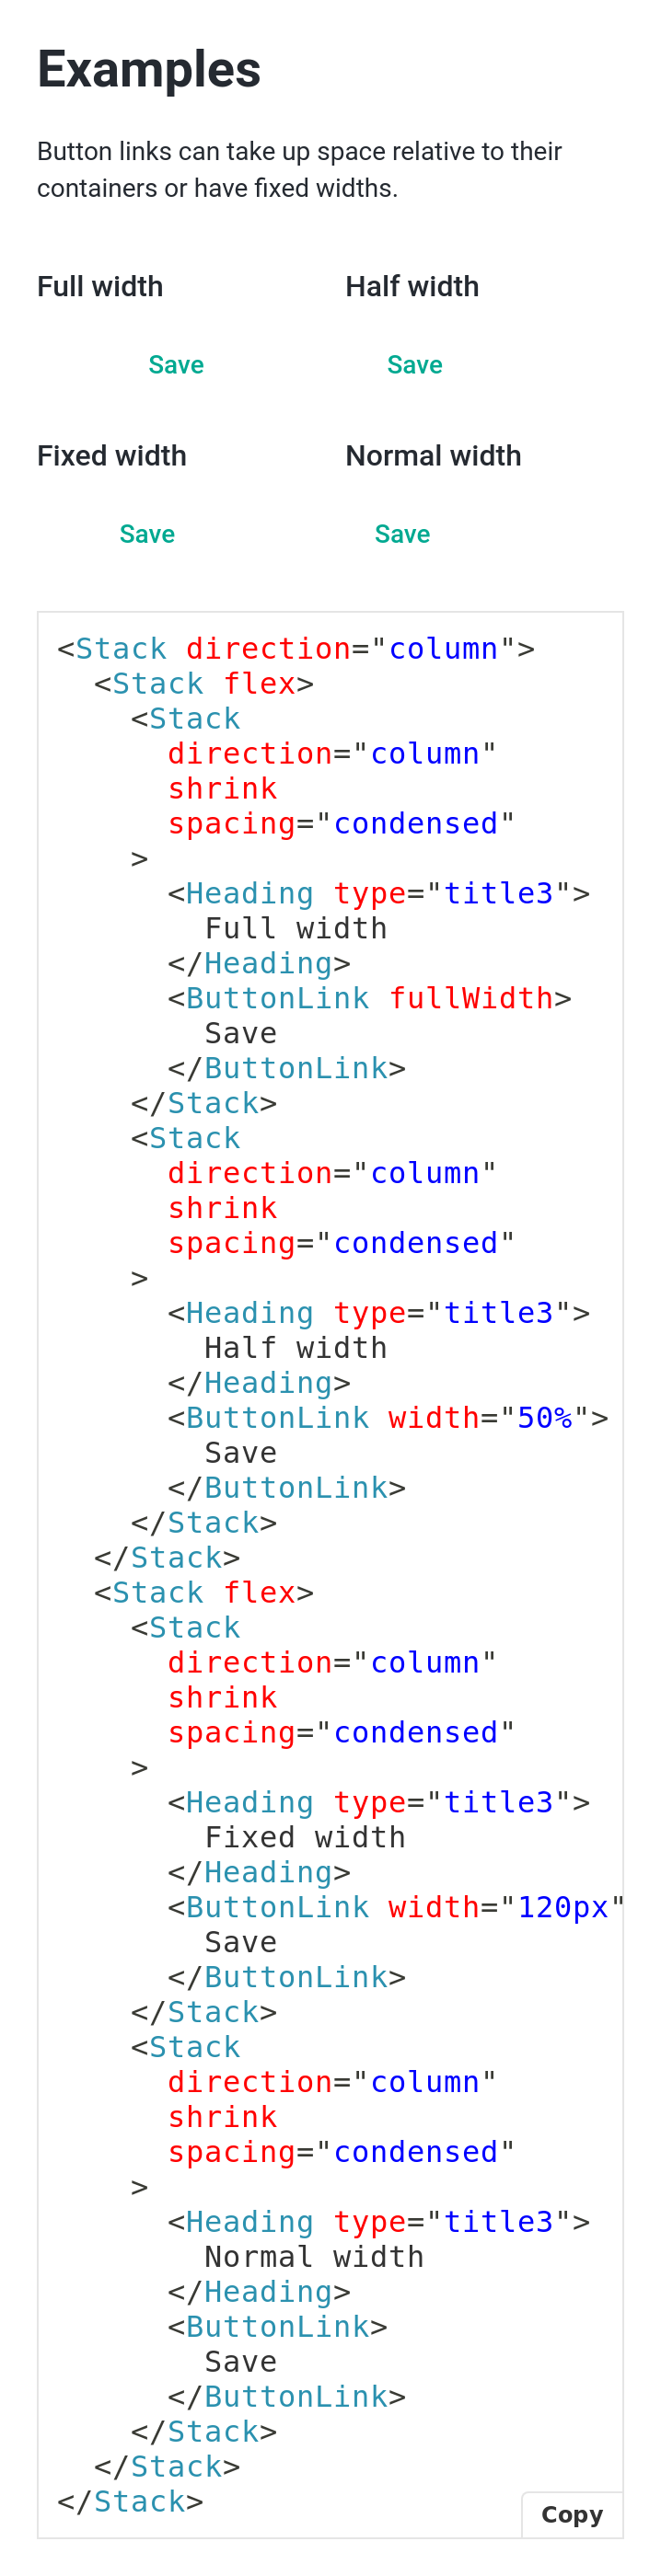 Examples
Button links can take up space relative to their
containers or have fixed widths.
Full width
Half width
Save
Save
Fixed width
Normal width
Save
Save
<Stack direction="column">
  <Stack flex>
    <Stack
      direction="column"
      shrink
      spacing="condensed"
    >
      <Heading type="title3">
        Full width
      </Heading>
      <ButtonLink fullWidth>
        Save
      </ButtonLink>
    </Stack>
    <Stack
      direction="column"
      shrink
      spacing="condensed"
    >
      <Heading type="title3">
        Half width
      </Heading>
      <ButtonLink width="50%">
        Save
      </ButtonLink>
    </Stack>
  </Stack>
  <Stack flex>
    <Stack
      direction="column"
      shrink
      spacing="condensed"
    >
      <Heading type="title3">
        Fixed width
      </Heading>
      <ButtonLink width="120px"
        Save
      </ButtonLink>
    </Stack>
    <Stack
      direction="column"
      shrink
      spacing="condensed"
    >
      <Heading type="title3">
        Normal width
      </Heading>
      <ButtonLink>
        Save
      </ButtonLink>
    </Stack>
  </Stack>
</Stack>
Copy